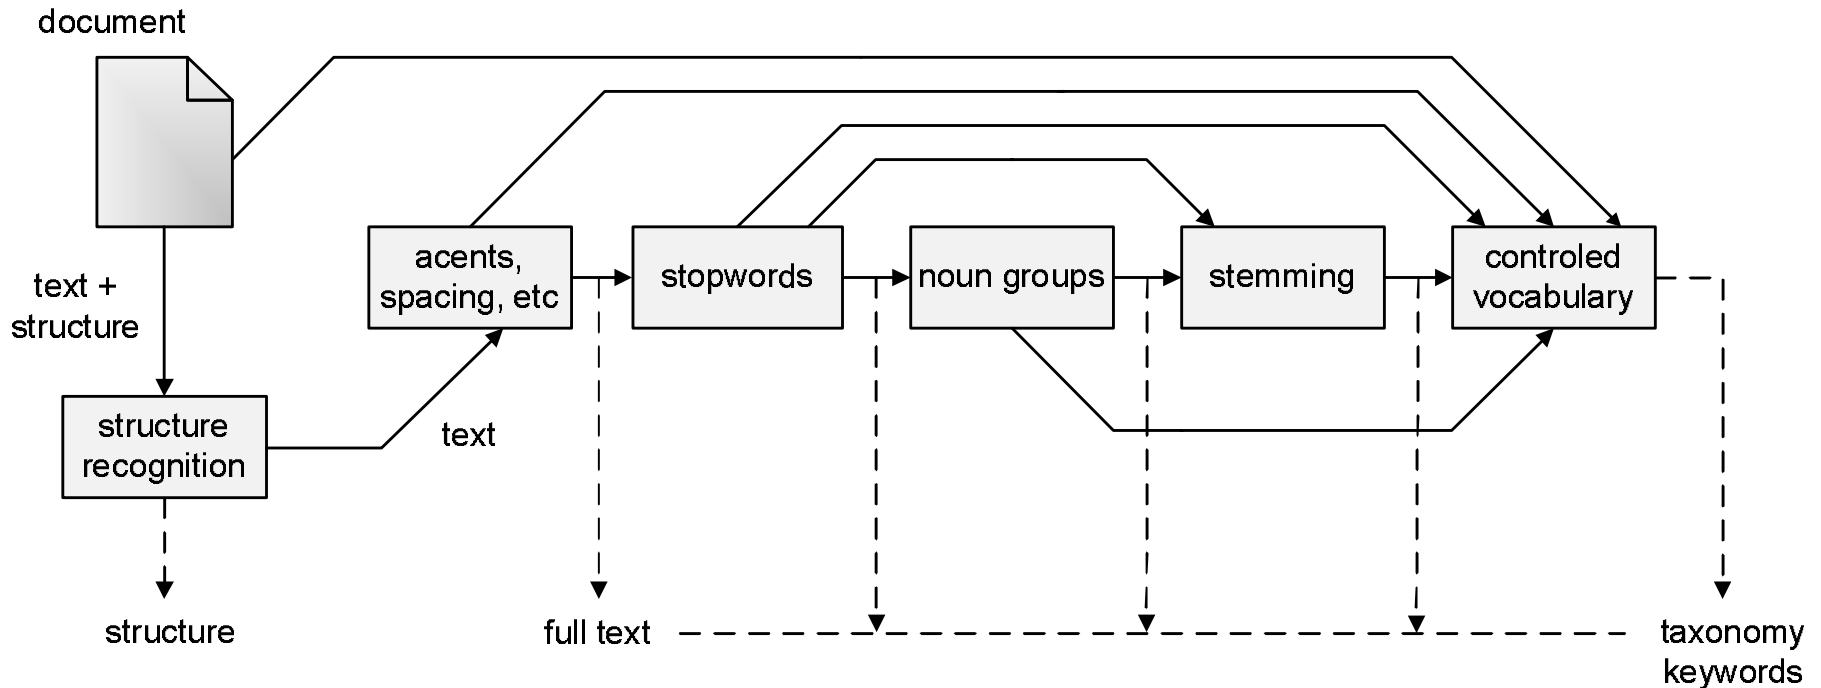 document
text +
structure
structure
recognition
structure
text
acents,
spacing, etc
stopwords
noun groups
stemming
controled
vocabulary
full text
taxonomy
keywords